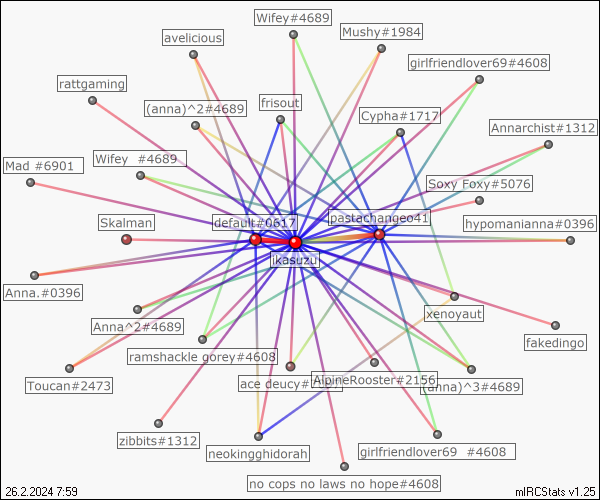 Wifey#4689
Mushy#1984
avelicious
girlfriendlover69#4608
rattgaming
frisout
(anna)^2#4689
Cypha#1717
Annarchist#1312
Mad #6901
Wifey #4689
Soxy Foxy#5076
Skalman
default#0617
pastachangeo41
hypomanianna#0396
ikasuzu
Anna.#0396
xenoyaut
Anna^2#4689
fakedingo
ramshackle gorey#4608
ace deucy#
AlpineRooster#2156
(anna)^3#4689
Toucan#2473
zibbits#1312
neokingghidorah
girlfriendlover69 #4608
no cops no laws no hope#4608
26.2.2024 7:59
mIRCStats v1.25